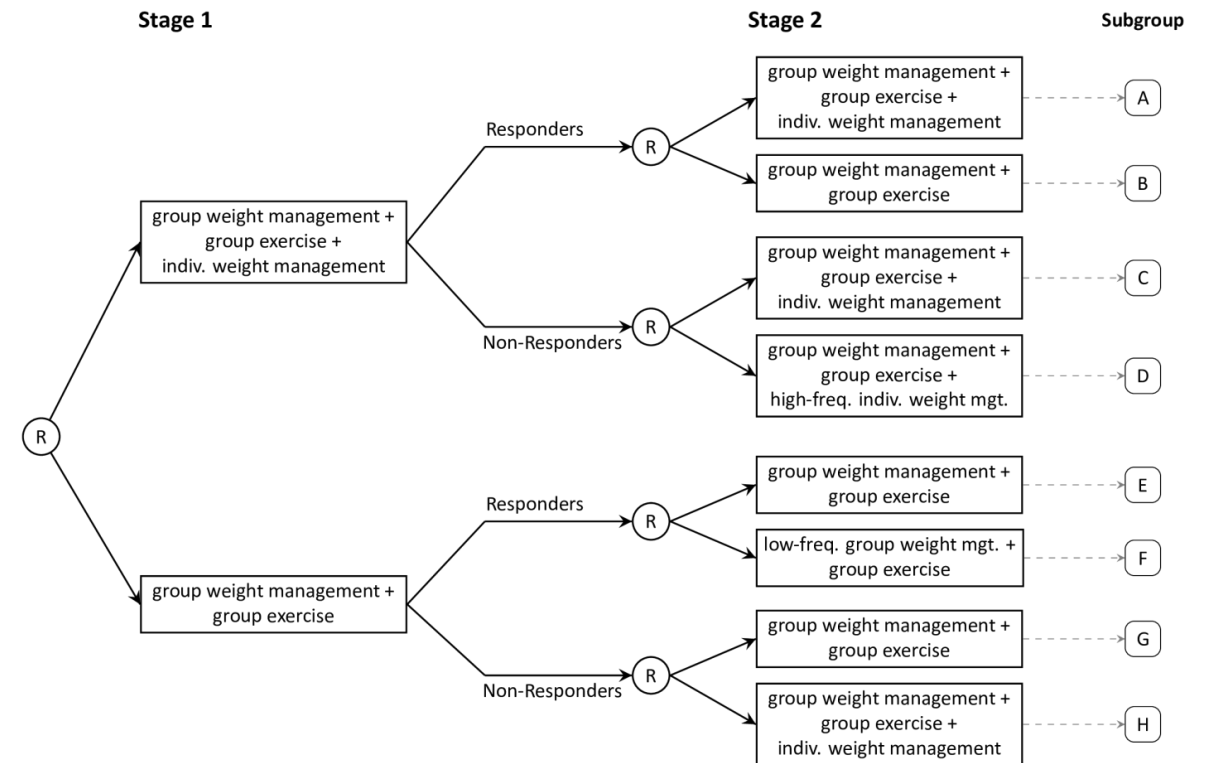 Stage 1
Stage 2
Subgroup
group weight management +
group exercise +
indiv. weight management
A
Responders
R
group weight management +
group exercise
B
group weight management +
group exercise +
indiv. weight management
group weight management +
group exercise +
indiv. weight management
C
Non-Responders
R
group weight management +
group exercise +
high-freq. indiv. weight mgt.
D
R
group weight management +
group exercise
E
Responders
R
low-freq. group weight mgt. +
group exercise
F
group weight management +
group exercise
group weight management +
group exercise
G
Non-Responders
R
group weight management +
group exercise +
indiv. weight management
H